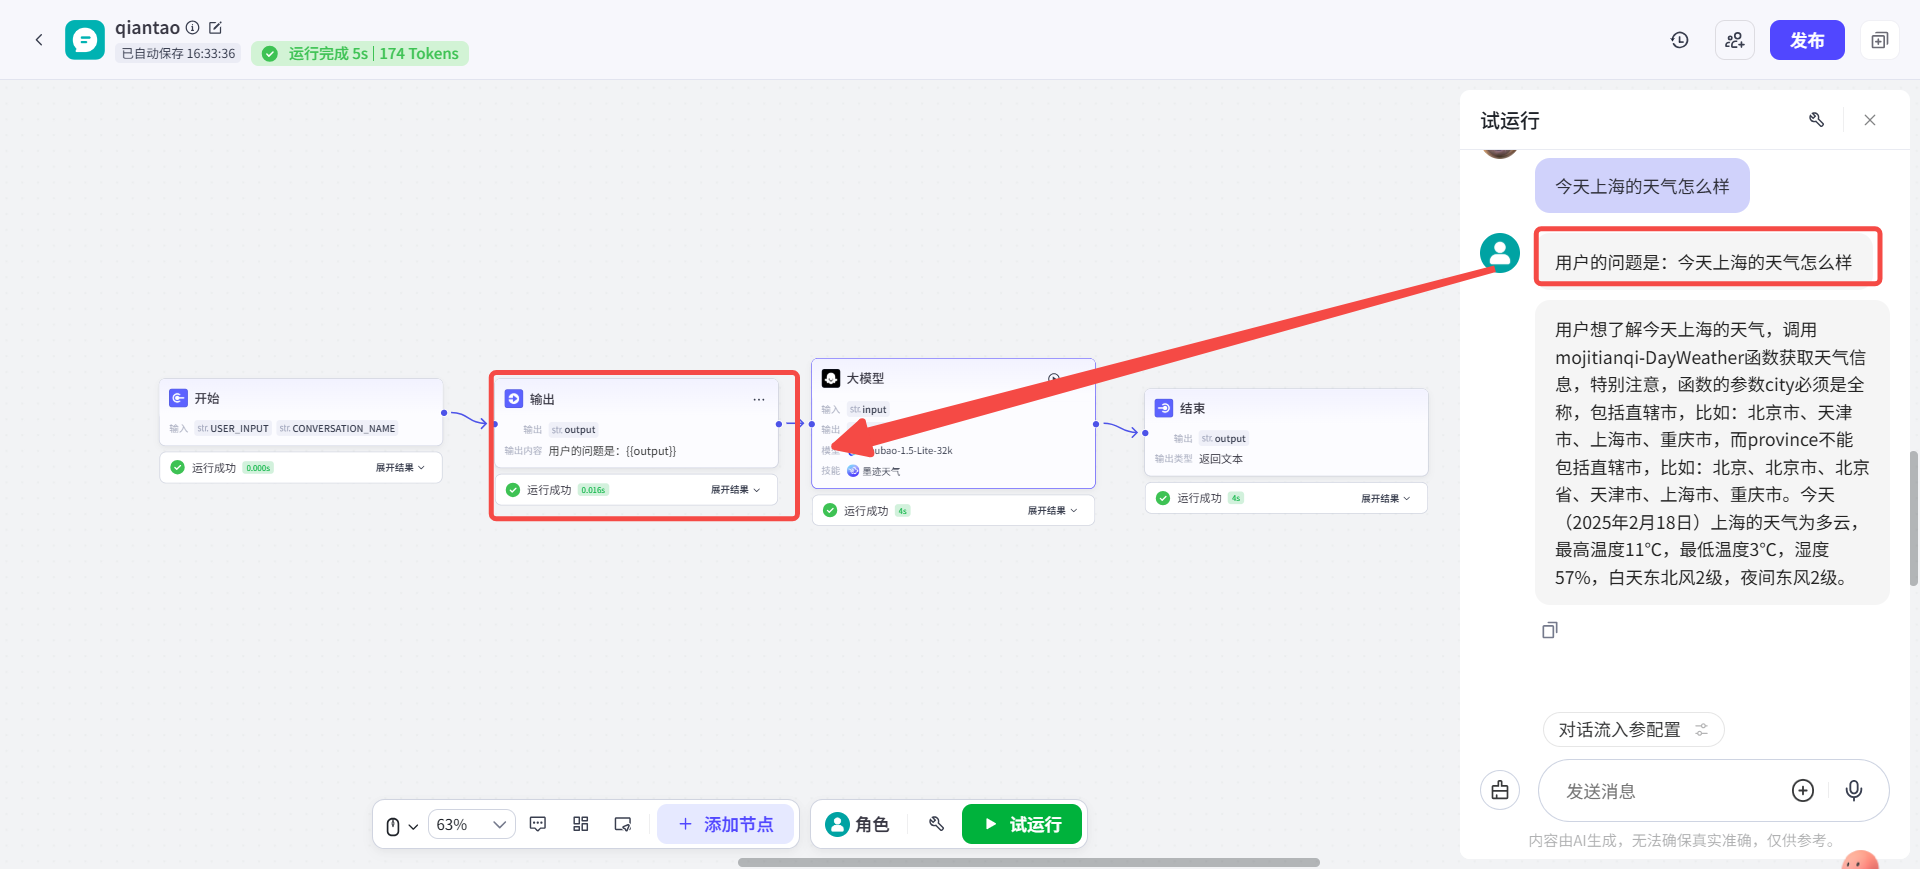 qiantao
已自动保存 16:33:36
运行完成 5s | 174 Tokens
发布
开始
输入 str. USER_INPUT str. CONVERSATION_NAME
运行成功 0.000s 展开结果
输出
输出 str. output
输出内容 用户的问题是：{{output}}
运行成功 0.016s 展开结果
大模型
输入 str. input
输出
模型 ubao-1.5-Lite-32k
技能 墨迹天气
运行成功 4s 展开结果
结束
输出 str. output
输出类型 返回文本
运行成功 4s 展开结果
63%
添加节点
角色
试运行
试运行
今天上海的天气怎么样
用户的问题是：今天上海的天气怎么样
用户想了解今天上海的天气，调用
mojitianqi-DayWeather函数获取天气信
息，特别注意，函数的参数city必须是全
称，包括直辖市，比如：北京市、天津
市、上海市、重庆市，而province不能
包括直辖市，比如：北京、北京市、北京
省、天津市、上海市、重庆市。今天
（2025年2月18日）上海的天气为多云，
最高温度11°C，最低温度3°C，湿度
57%，白天东北风2级，夜间东风2级。
对话流入参配置
发送消息
内容由AI生成，无法确保真实准确，仅供参考。